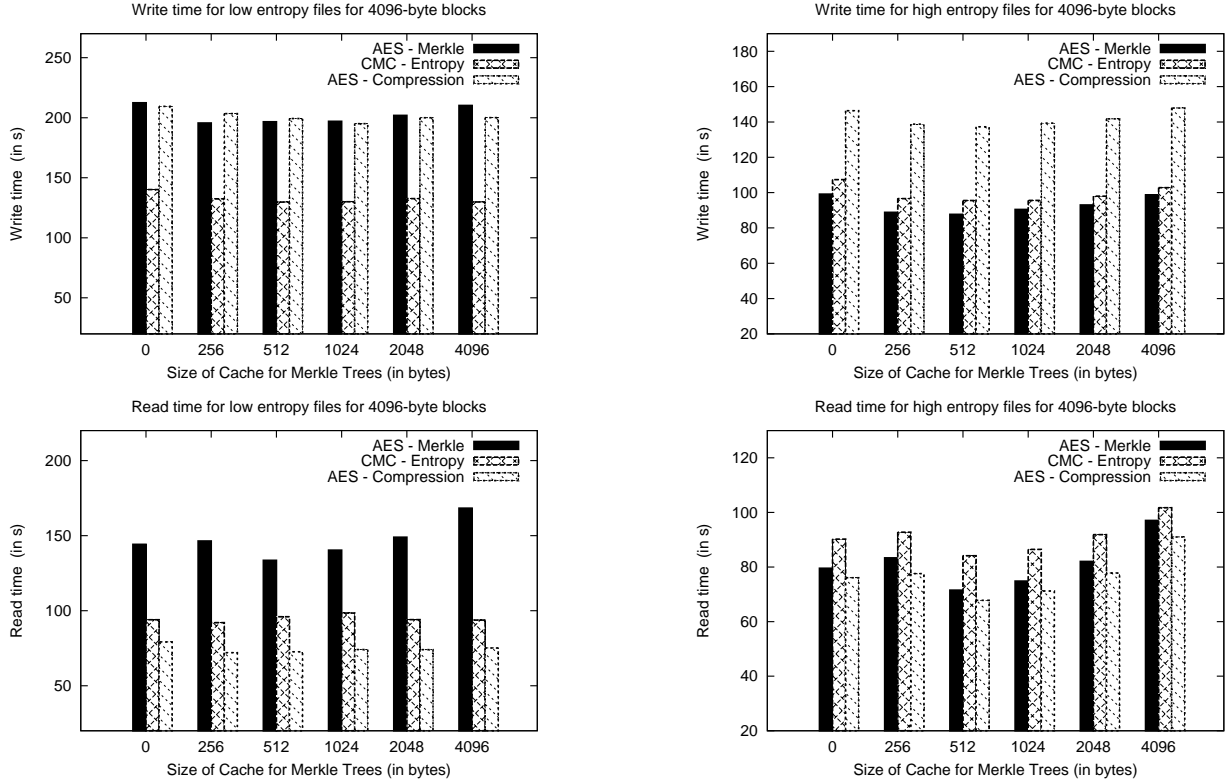 Write time for low entropy files for 4096-byte blocks
250
200
150
100
50
Write time (in s)
AES - Merkle
CMC - Entropy
AES - Compression
0 256 512 1024 2048 4096
Size of Cache for Merkle Trees (in bytes)
Write time for high entropy files for 4096-byte blocks
180
160
140
120
100
80
60
40
20
Write time (in s)
AES - Merkle
CMC - Entropy
AES - Compression
0 256 512 1024 2048 4096
Size of Cache for Merkle Trees (in bytes)
Read time for low entropy files for 4096-byte blocks
200
150
100
50
Read time (in s)
AES - Merkle
CMC - Entropy
AES - Compression
0 256 512 1024 2048 4096
Size of Cache for Merkle Trees (in bytes)
Read time for high entropy files for 4096-byte blocks
120
100
80
60
40
20
Read time (in s)
AES - Merkle
CMC - Entropy
AES - Compression
0 256 512 1024 2048 4096
Size of Cache for Merkle Trees (in bytes)